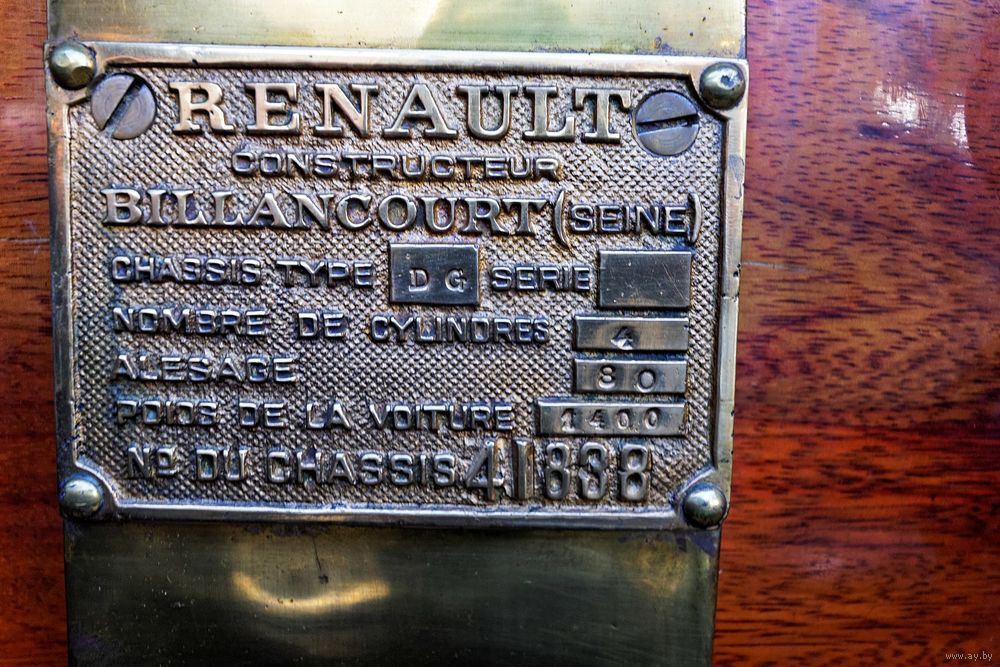 RENAULT
CONSTRUCTEUR
BILLANCOURT (SEINE)
CHASSIS TYPE DG SERIE
NOMBRE DE CYLINDRES 4
ALESAGE 80
POIDS DE LA VOITURE 1400
Nº DU CHASSIS 41838
www.ay.by